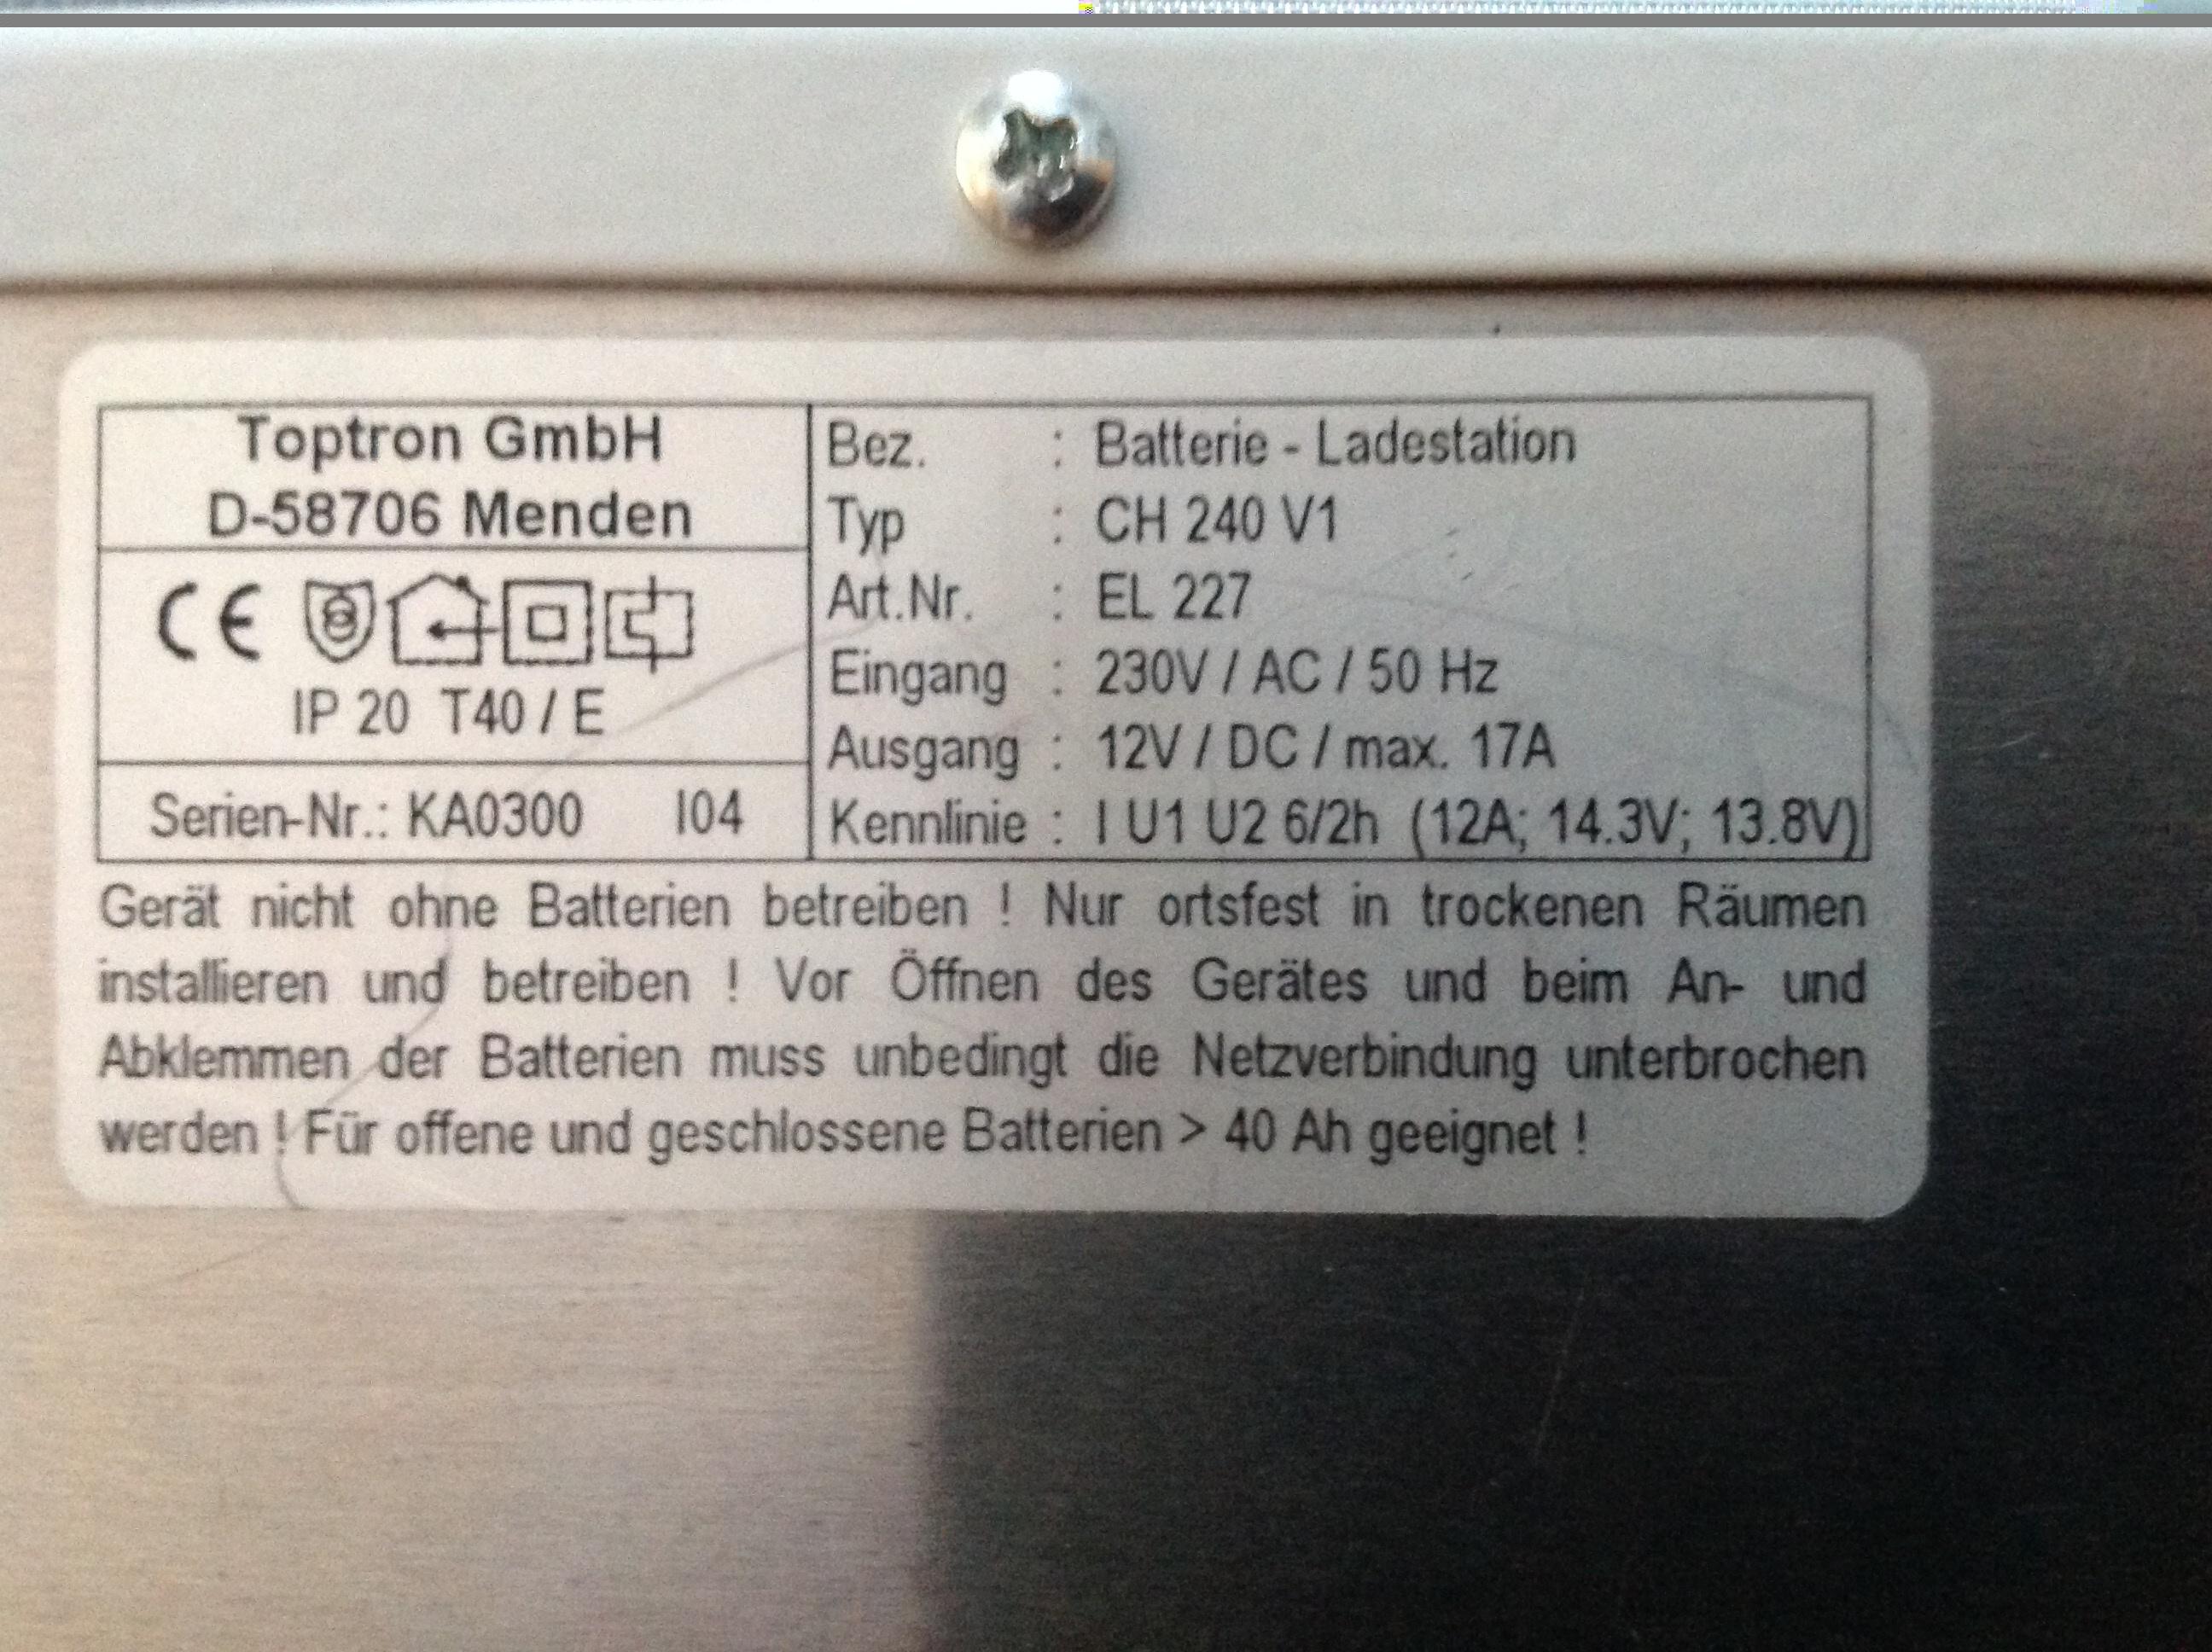 Toptron GmbH
D-58706 Menden
CE
IP 20 T40 / E
Serien-Nr.: KA0300 I04
Bez. : Batterie - Ladestation
Typ : CH 240 V1
Art.Nr. : EL 227
Eingang : 230V / AC / 50 Hz
Ausgang : 12V / DC / max. 17A
Kennlinie : I U1 U2 6/2h (12A; 14.3V; 13.8V)
Gerät nicht ohne Batterien betreiben ! Nur ortsfest in trockenen Räumen
installieren und betreiben ! Vor Öffnen des Gerätes und beim An- und
Abklemmen der Batterien muss unbedingt die Netzverbindung unterbrochen
werden ! Für offene und geschlossene Batterien > 40 Ah geeignet !